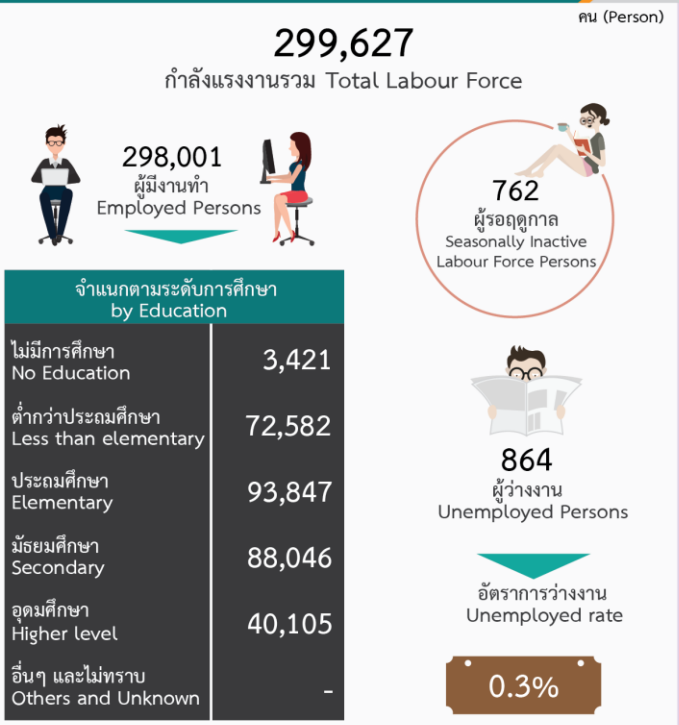 คน (Person)
299,627
กำลังแรงงานรวม Total Labour Force
298,001
ผู้มีงานทำ
Employed Persons
762
ผู้รอฤดูกาล
Seasonally Inactive
Labour Force Persons
จำแนกตามระดับการศึกษา
by Education
ไม่มีการศึกษา
No Education
3,421
ต่ำกว่าประถมศึกษา
Less than elementary
72,582
ประถมศึกษา
Elementary
93,847
มัธยมศึกษา
Secondary
88,046
อุดมศึกษา
Higher level
40,105
อื่นๆ และไม่ทราบ
Others and Unknown
-
864
ผู้ว่างงาน
Unemployed Persons
อัตราการว่างงาน
Unemployed rate
0.3%